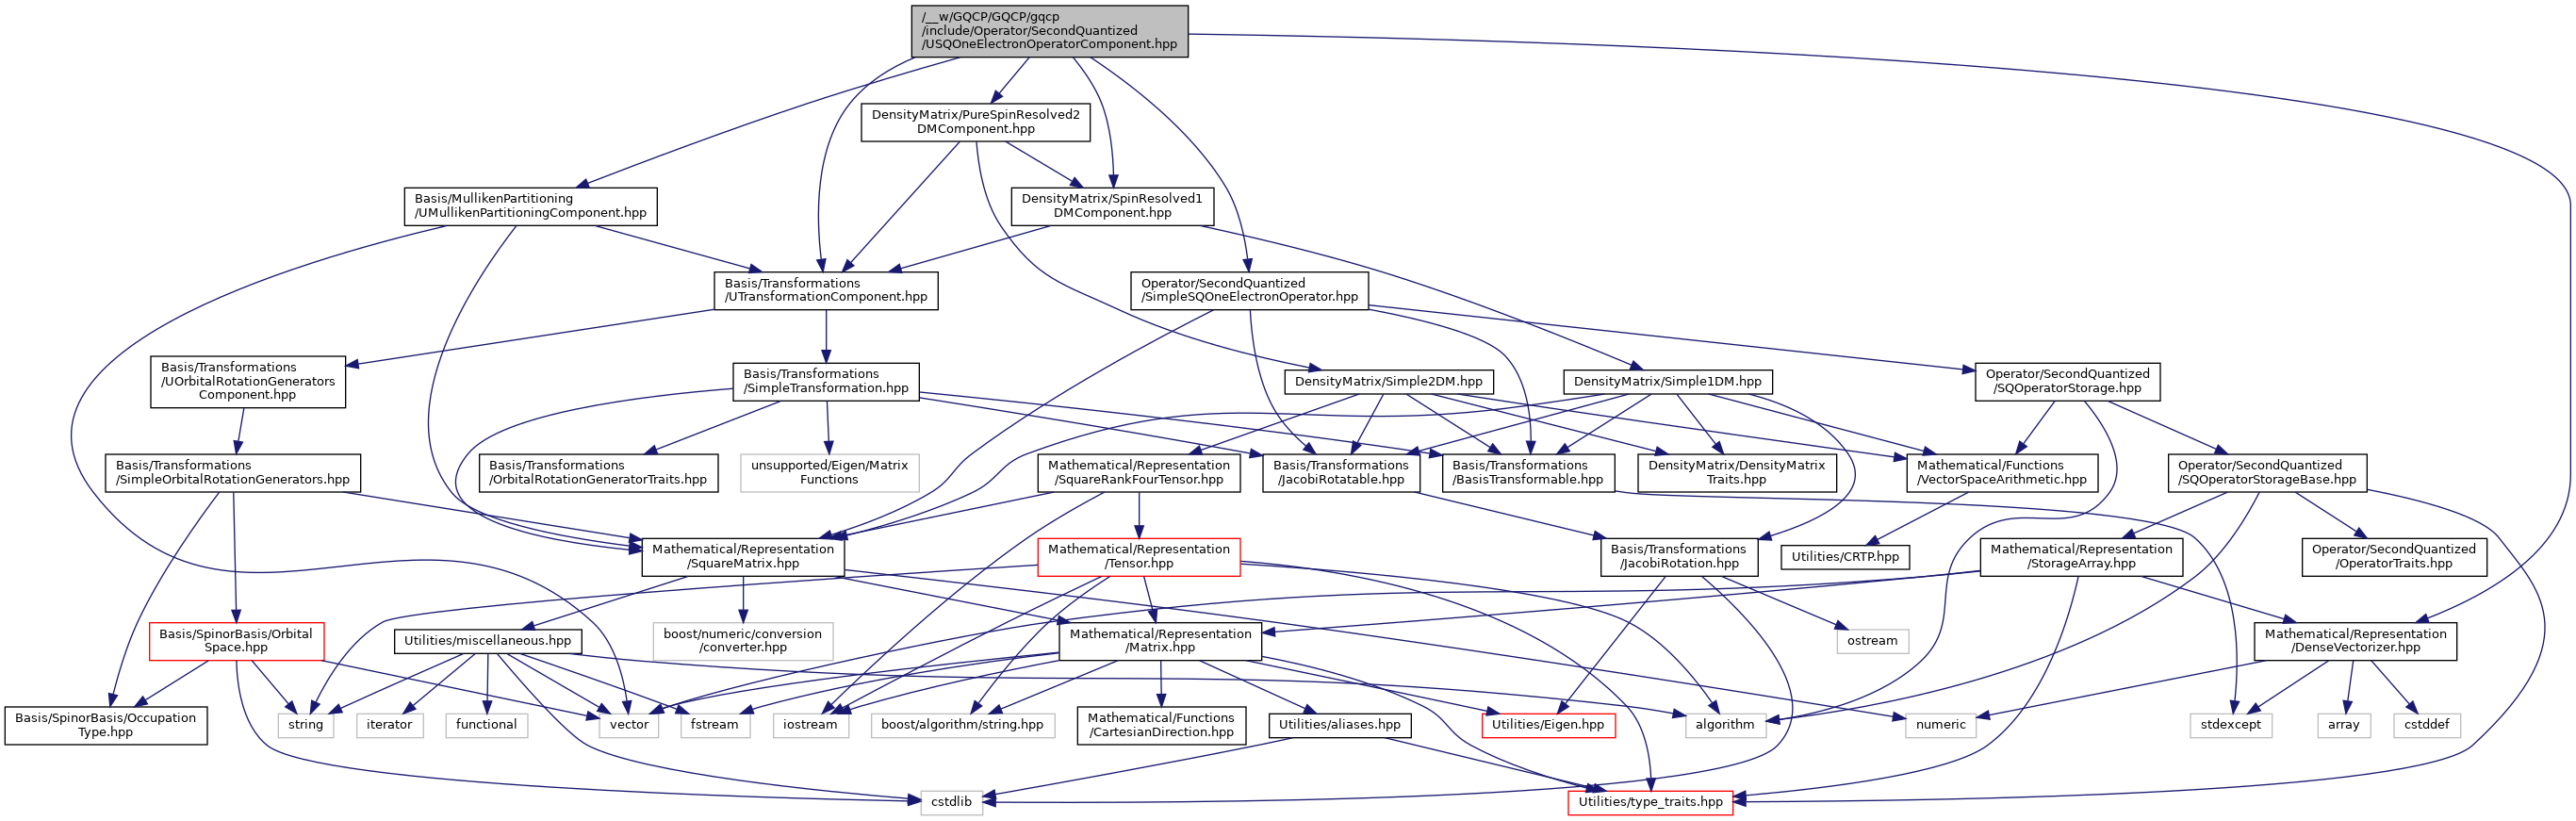 /__w/GQCP/GQCP/gqcp
/include/Operator/SecondQuantized
/USQOneElectronOperatorComponent.hpp
DensityMatrix/PureSpinResolved2
DMComponent.hpp
Basis/MullikenPartitioning
/UMullikenPartitioningComponent.hpp
DensityMatrix/SpinResolved1
DMComponent.hpp
Basis/Transformations
/UTransformationComponent.hpp
Operator/SecondQuantized
/SimpleSQOneElectronOperator.hpp
Basis/Transformations
/UOrbitalRotationGenerators
Component.hpp
Basis/Transformations
/SimpleTransformation.hpp
DensityMatrix/Simple2DM.hpp
DensityMatrix/Simple1DM.hpp
Operator/SecondQuantized
/SQOperatorStorage.hpp
Basis/Transformations
/SimpleOrbitalRotationGenerators.hpp
Basis/Transformations
/OrbitalRotationGeneratorTraits.hpp
unsupported/Eigen/Matrix
Functions
Mathematical/Representation
/SquareRankFourTensor.hpp
Basis/Transformations
/JacobiRotatable.hpp
Basis/Transformations
/BasisTransformable.hpp
DensityMatrix/DensityMatrix
Traits.hpp
Mathematical/Functions
/VectorSpaceArithmetic.hpp
Operator/SecondQuantized
/SQOperatorStorageBase.hpp
Mathematical/Representation
/SquareMatrix.hpp
Mathematical/Representation
/Tensor.hpp
Basis/Transformations
/JacobiRotation.hpp
Utilities/CRTP.hpp
Mathematical/Representation
/StorageArray.hpp
Operator/SecondQuantized
/OperatorTraits.hpp
Basis/SpinorBasis/Orbital
Space.hpp
Utilities/miscellaneous.hpp
boost/numeric/conversion
/converter.hpp
Mathematical/Representation
/Matrix.hpp
ostream
Mathematical/Representation
/DenseVectorizer.hpp
Basis/SpinorBasis/Occupation
Type.hpp
string
iterator
functional
vector
fstream
iostream
boost/algorithm/string.hpp
Mathematical/Functions
/CartesianDirection.hpp
Utilities/aliases.hpp
Utilities/Eigen.hpp
algorithm
numeric
stdexcept
array
cstddef
cstdlib
Utilities/type_traits.hpp